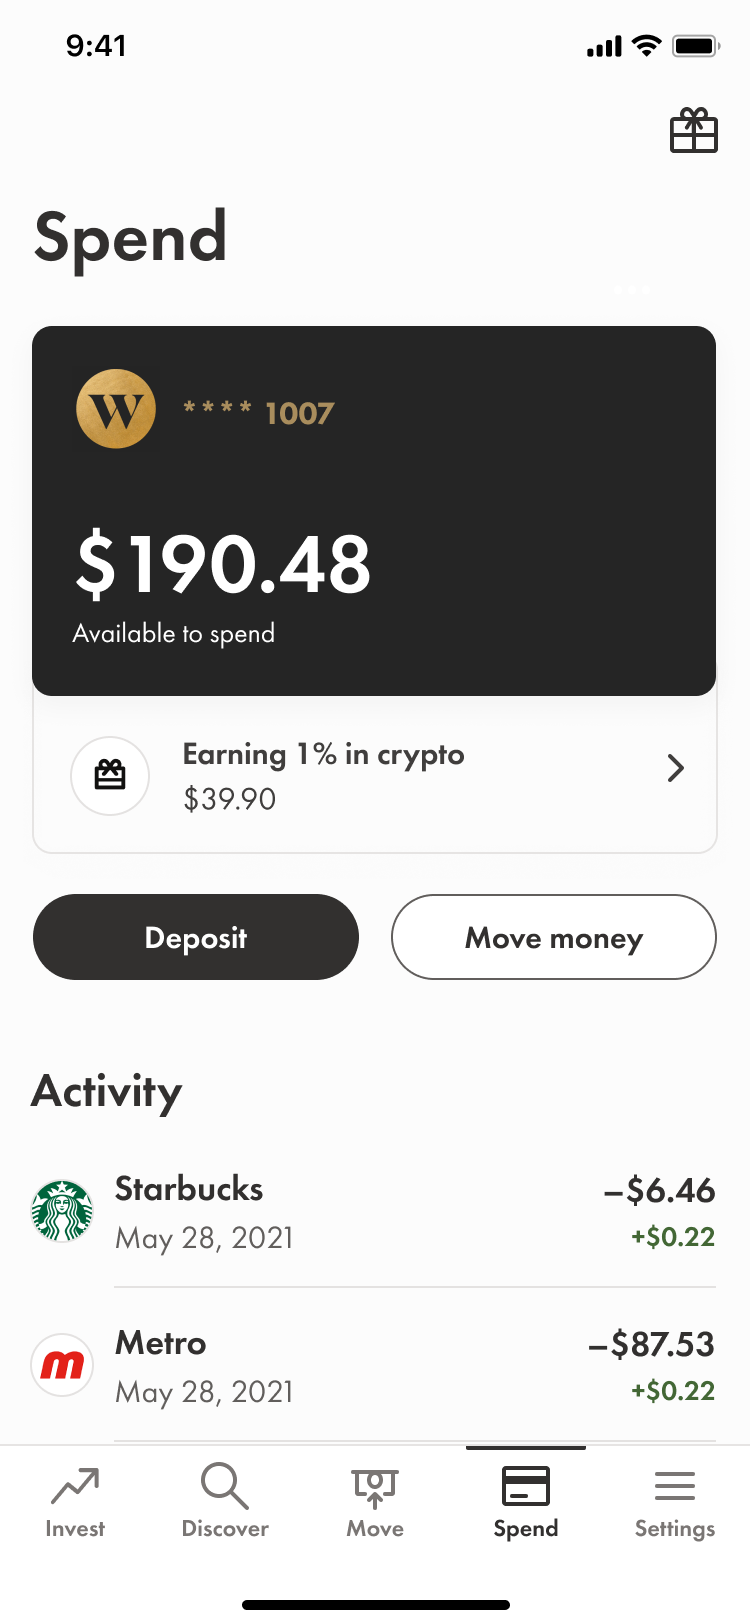 9:41
Spend
W
**** 1007
$190.48
Available to spend
Earning 1% in crypto
$39.90
Deposit
Move money
Activity
Starbucks
–$6.46
May 28, 2021
+$0.22
m
Metro
–$87.53
May 28, 2021
+$0.22
Invest
Discover
Move
Spend
Settings